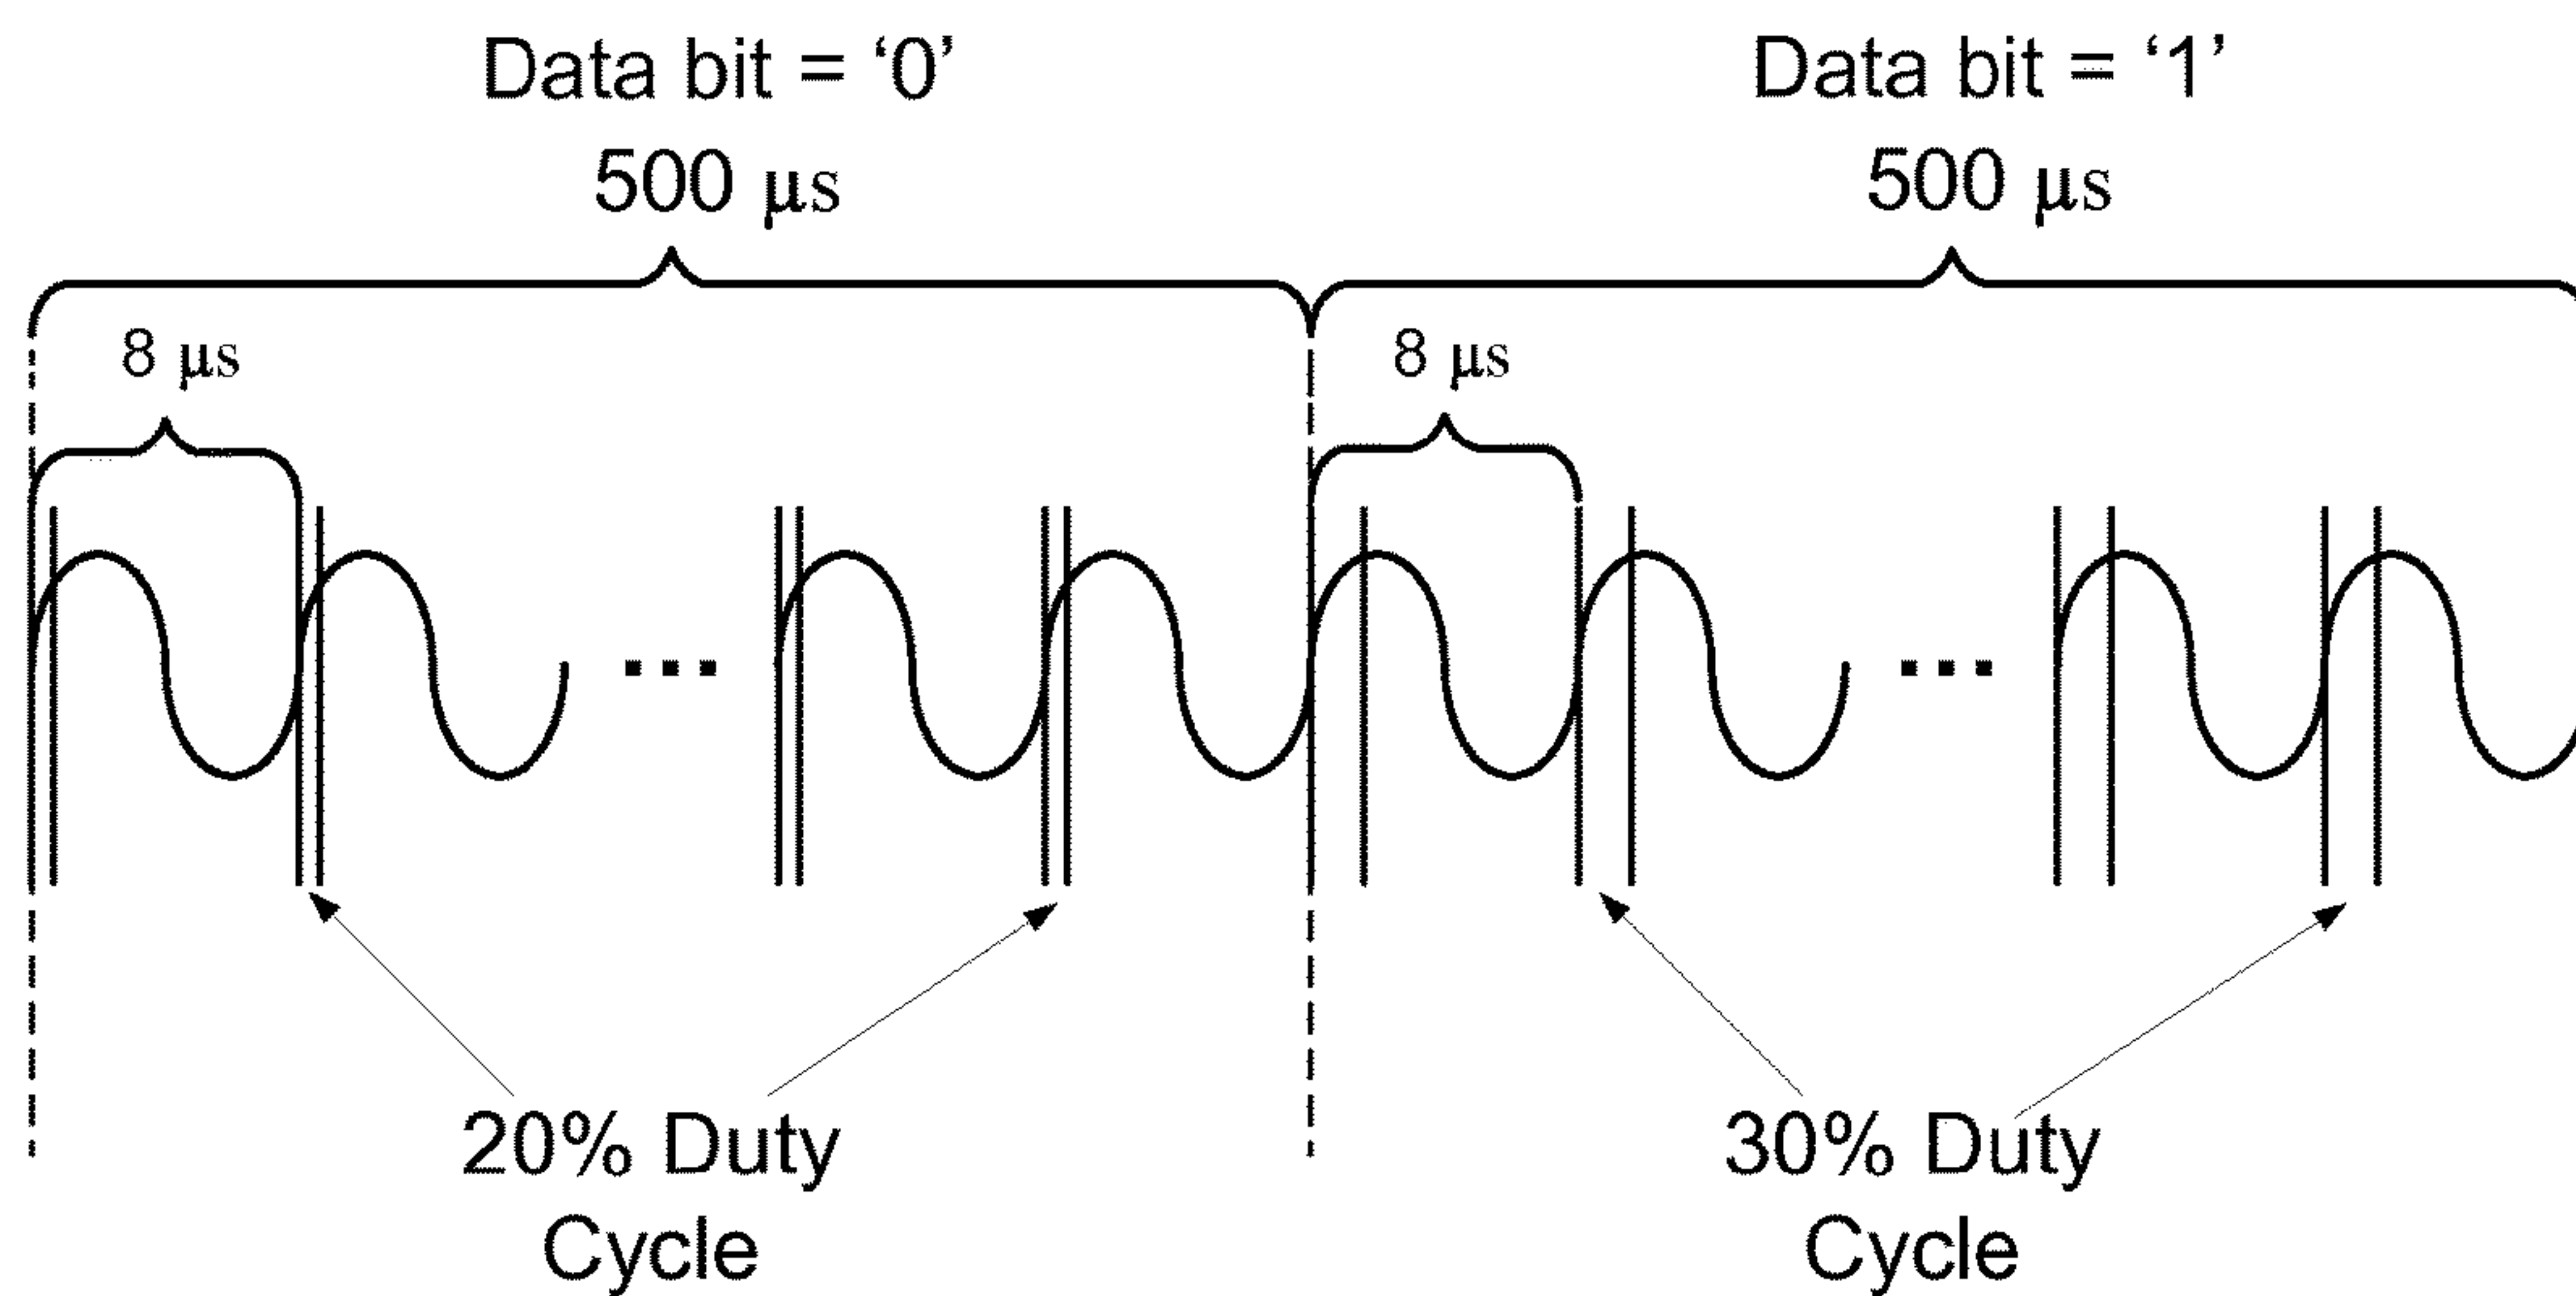 Data bit = ‘0’
500 μs
Data bit = ‘1’
500 μs
8 μs
8 μs
20% Duty
Cycle
30% Duty
Cycle